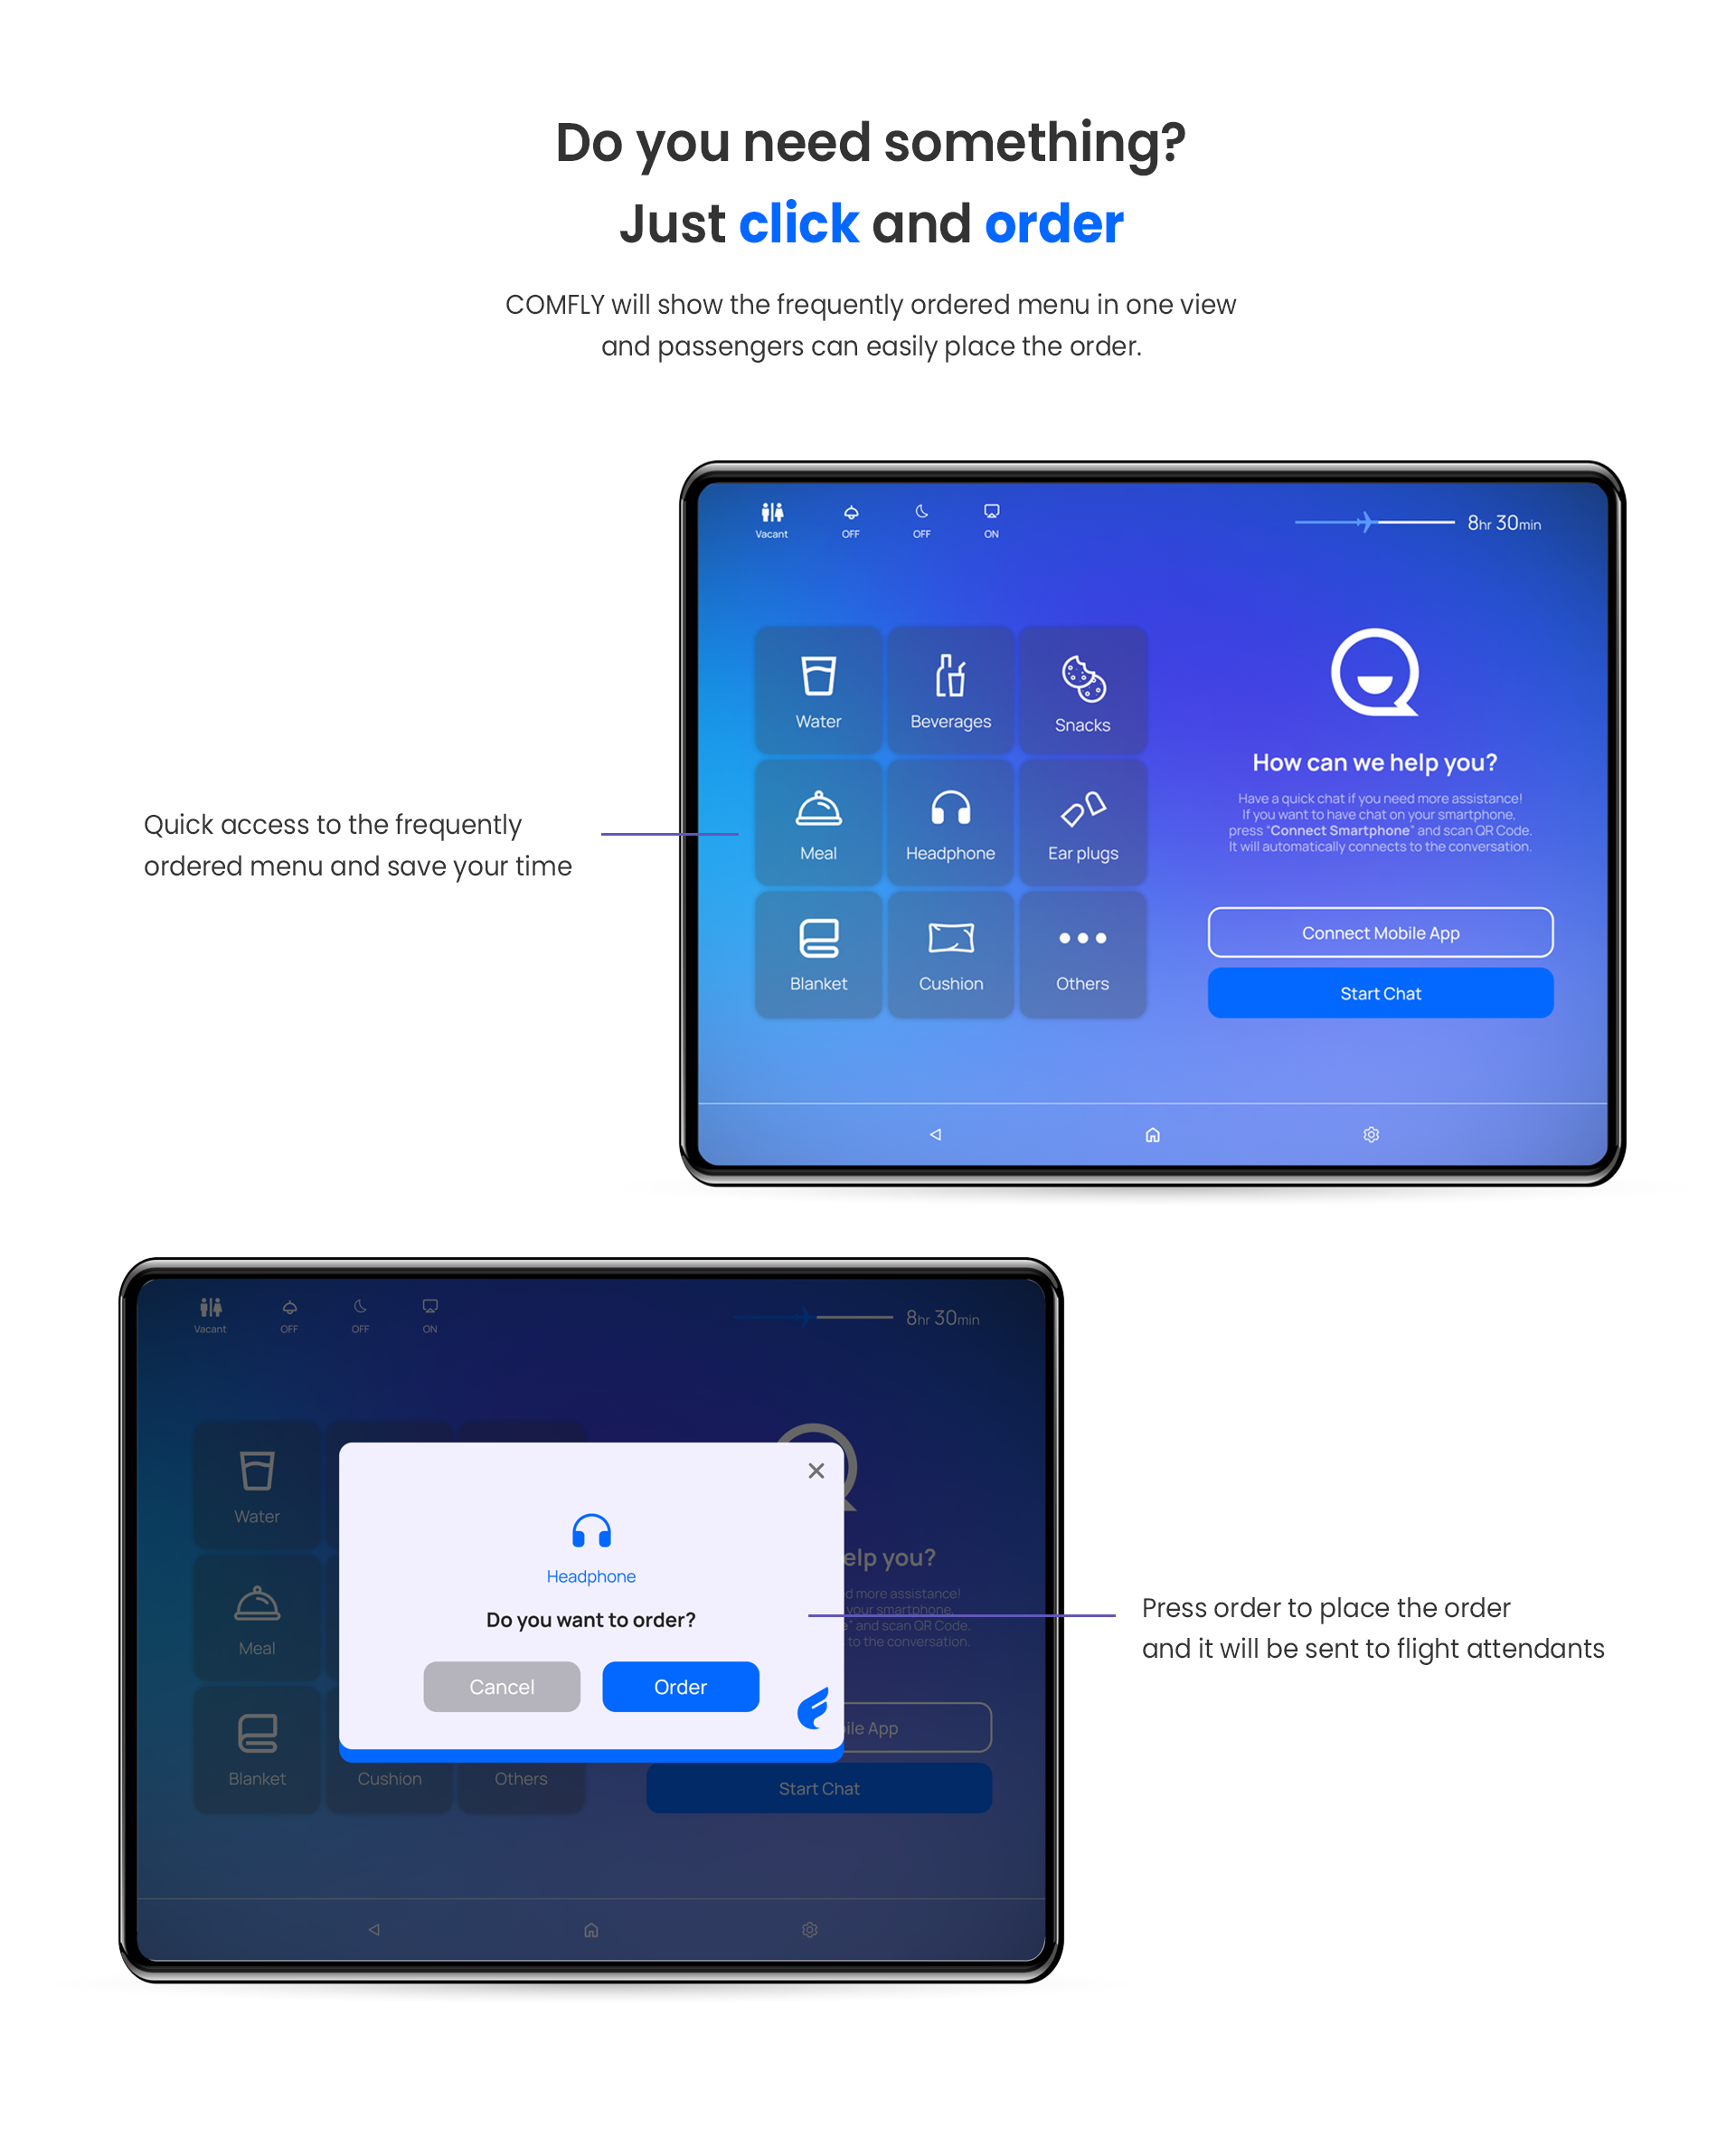 Do you need something?
Just click and order
COMFLY will show the frequently ordered menu in one view
and passengers can easily place the order.
Vacant
OFF
OFF
ON
8hr 30min
Water
Beverages
Snacks
Meal
Headphone
Ear plugs
Blanket
Cushion
Others
How can we help you?
Have a quick chat if you need more assistance!
If you want to have chat on your smartphone,
press “Connect Smartphone” and scan QR Code.
It will automatically connects to the conversation.
Connect Mobile App
Start Chat
Quick access to the frequently
ordered menu and save your time
Vacant
OFF
OFF
ON
8hr 30min
Water
Meal
Blanket
Cushion
Others
Headphone
Do you want to order?
Cancel
Order
elp you?
d more assistance!
your smartphone,
e” and scan QR Code.
to the conversation.
ile App
Start Chat
Press order to place the order
and it will be sent to flight attendants